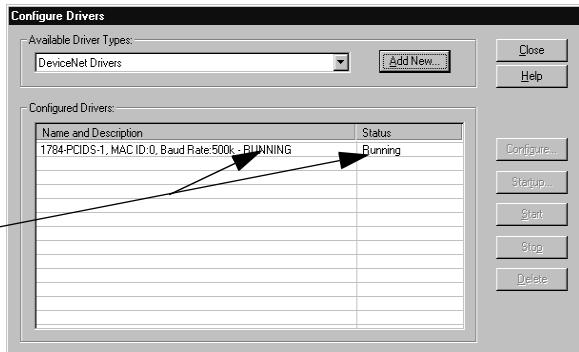 Configure Drivers
Available Driver Types:
DeviceNet Drivers
Add New...
Close
Help
Configured Drivers:
Name and Description Status
1784-PCIDS-1, MAC ID:0, Baud Rate:500k - RUNNING Running
Configure...
Startup...
Start
Stop
Delete